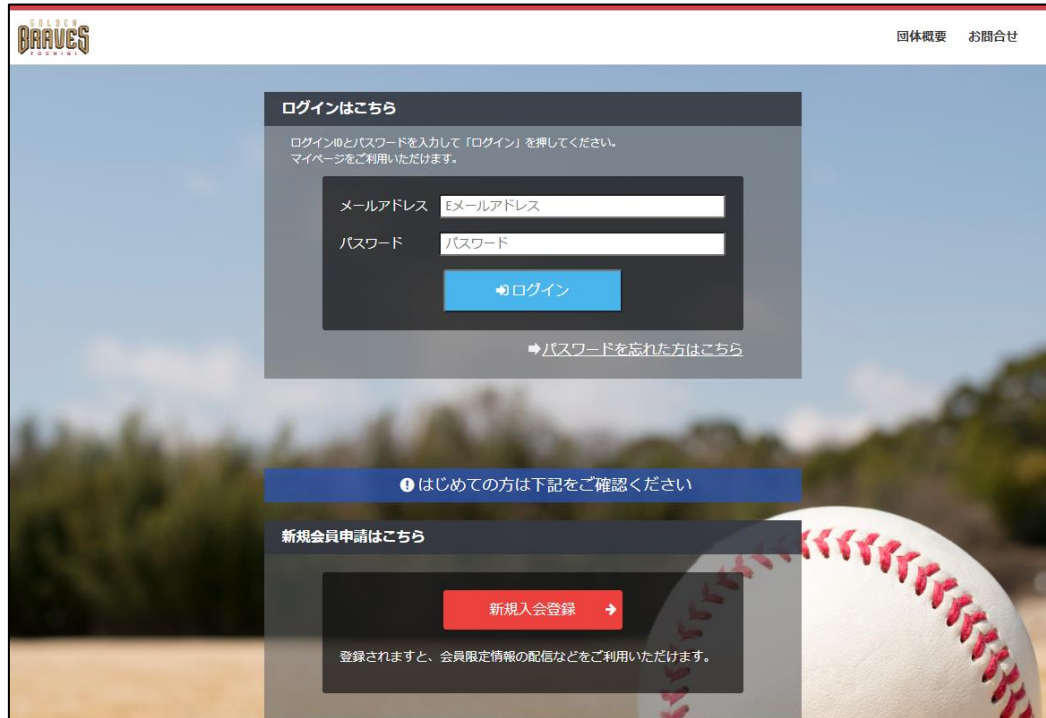 GOLDEN
BRAVES
TOCHIGI
団体概要 お問合せ
ログインはこちら
ログインIDとパスワードを入力して「ログイン」を押してください。
マイページをご利用いただけます。
メールアドレス Eメールアドレス
パスワード パスワード
ログイン
パスワードを忘れた方はこちら
はじめての方は下記をご確認ください
新規会員申請はこちら
新規入会登録
登録されますと、会員限定情報の配信などをご利用いただけます。